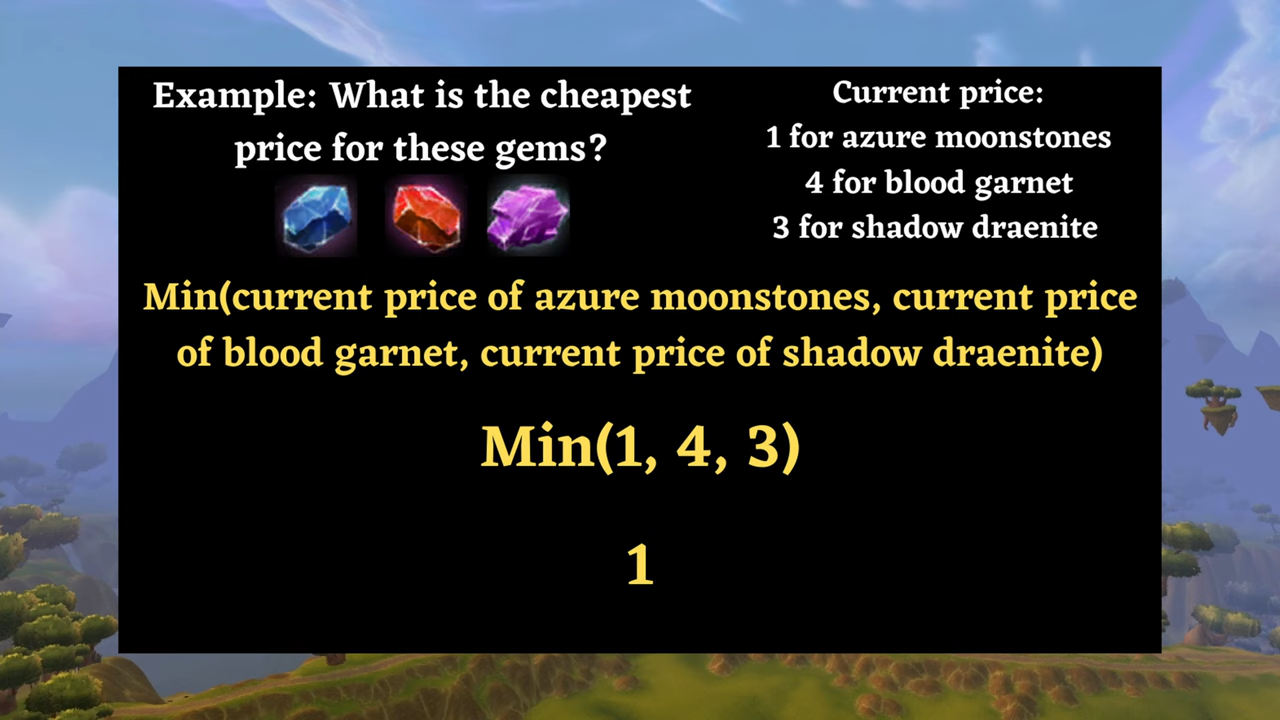 Example: What is the cheapest
price for these gems?
Current price:
1 for azure moonstones
4 for blood garnet
3 for shadow draenite
Min(current price of azure moonstones, current price
of blood garnet, current price of shadow draenite)
Min(1, 4, 3)
1